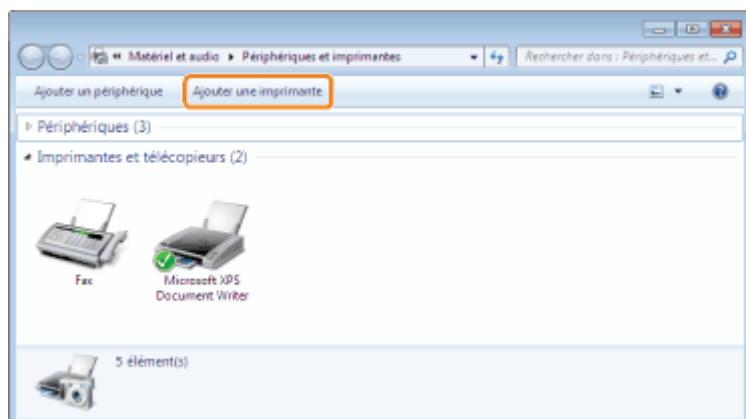 « Matériel et audio ▸ Périphériques et imprimantes
Rechercher dans : Périphériques et...
Ajouter un périphérique Ajouter une imprimante
Périphériques (3)
Imprimantes et télécopieurs (2)
Fax
Microsoft XPS
Document Writer
5 élément(s)